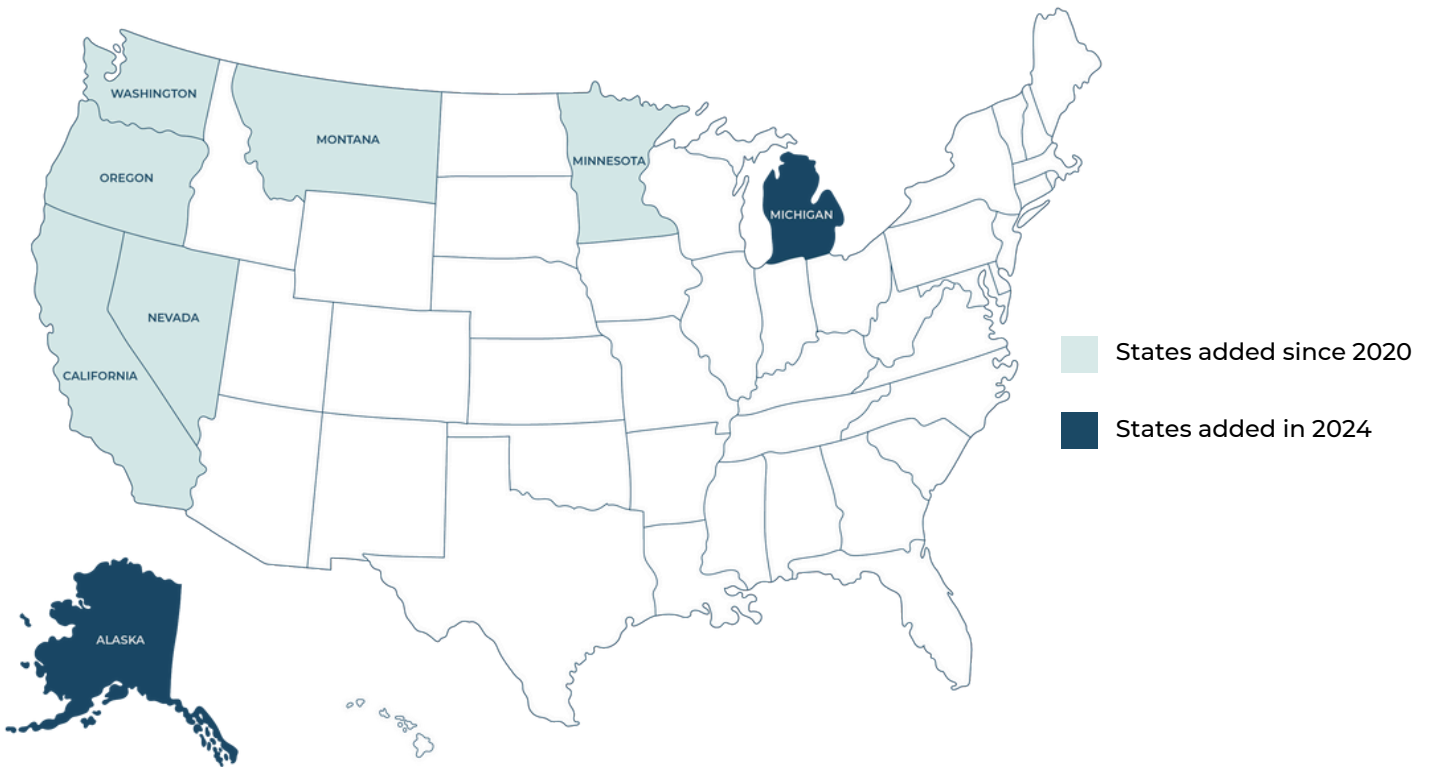 WASHINGTON
MONTANA
OREGON
MINNESOTA
MICHIGAN
NEVADA
CALIFORNIA
States added since 2020
States added in 2024
ALASKA